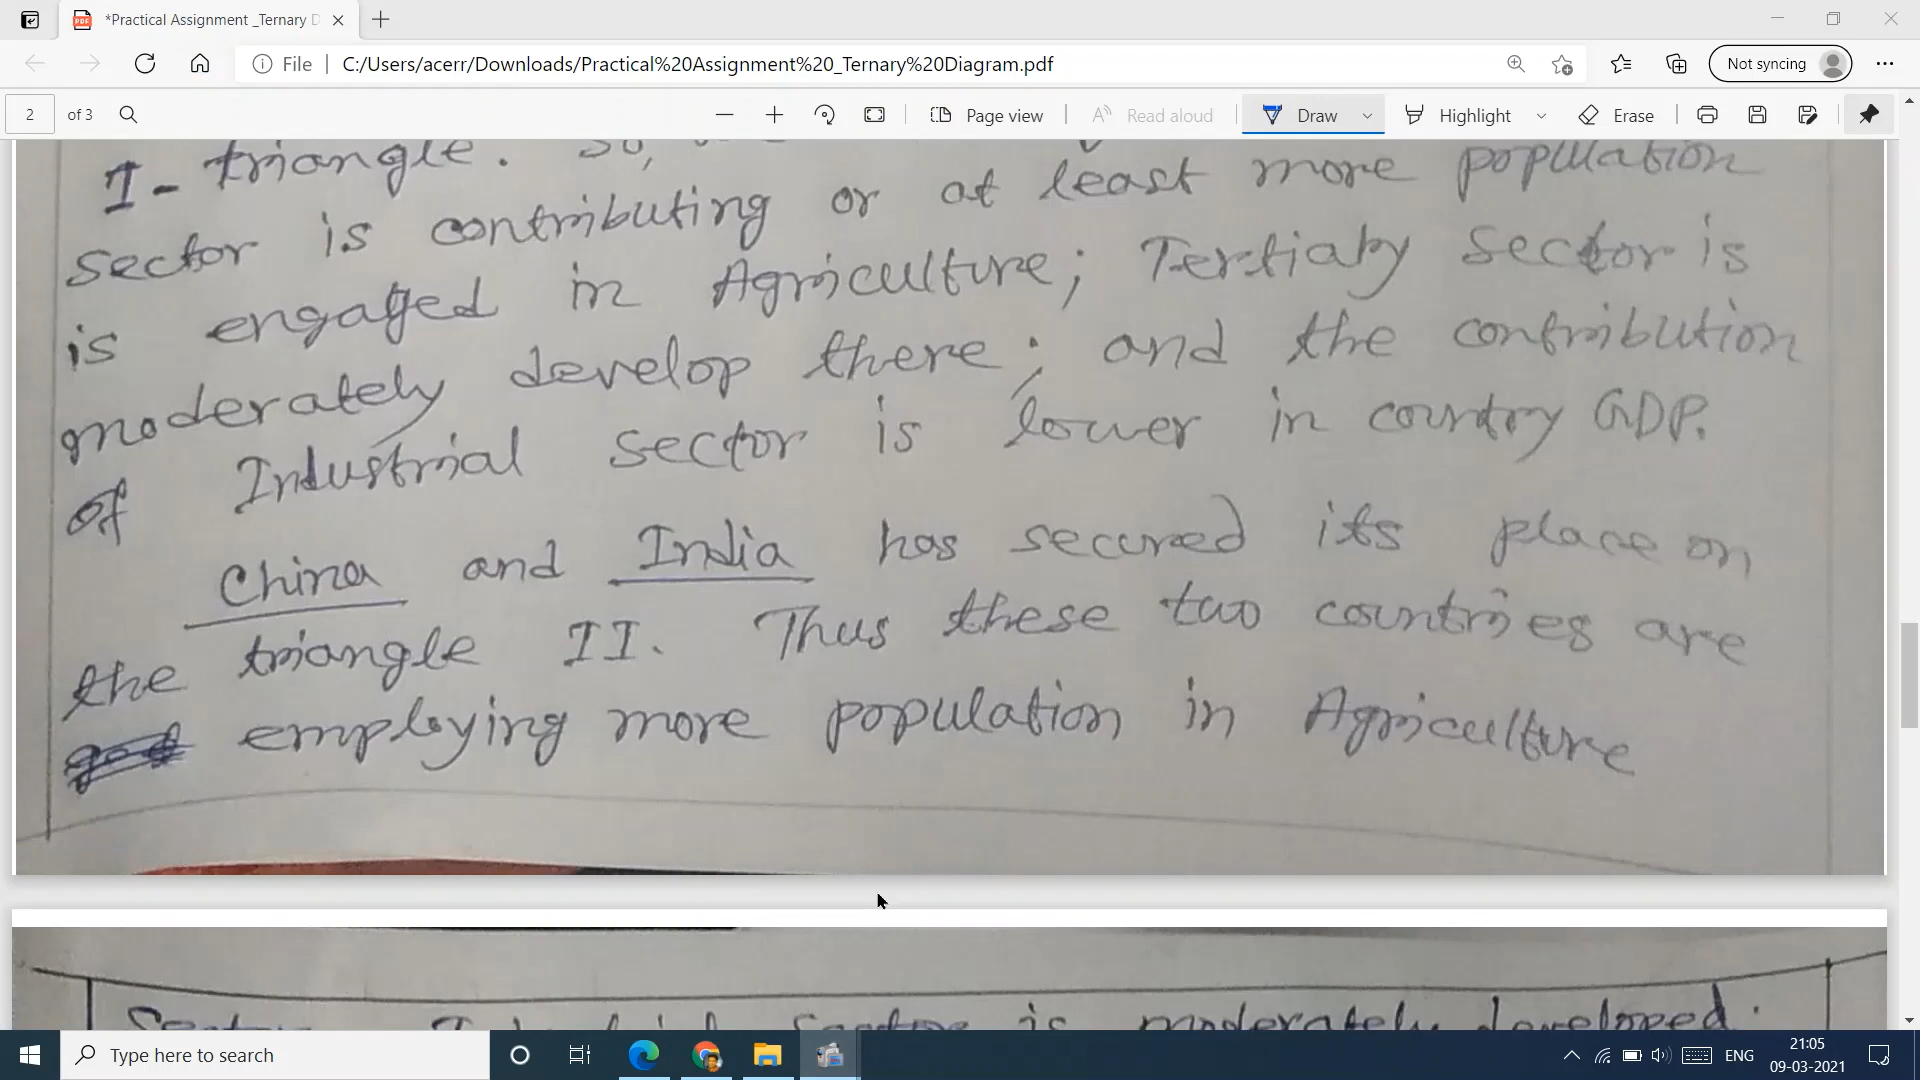 *Practical Assignment _Ternary D
File | C:/Users/acerr/Downloads/Practical%20Assignment%20_Ternary%20Diagram.pdf
Not syncing
2 of 3
Page view
Read aloud
Draw
Highlight
Erase
I - triangle. So,
sector is contributing or at least more population
is engaged in Agriculture; Tertiary sector is
moderately develop there; and the contribution
of Industrial sector is lower in country GDP.
China and India has secured its place on
the triangle II. Thus these two countries are
employing more population in Agriculture
sector is moderately developed.
Type here to search
ENG
21:05
09-03-2021